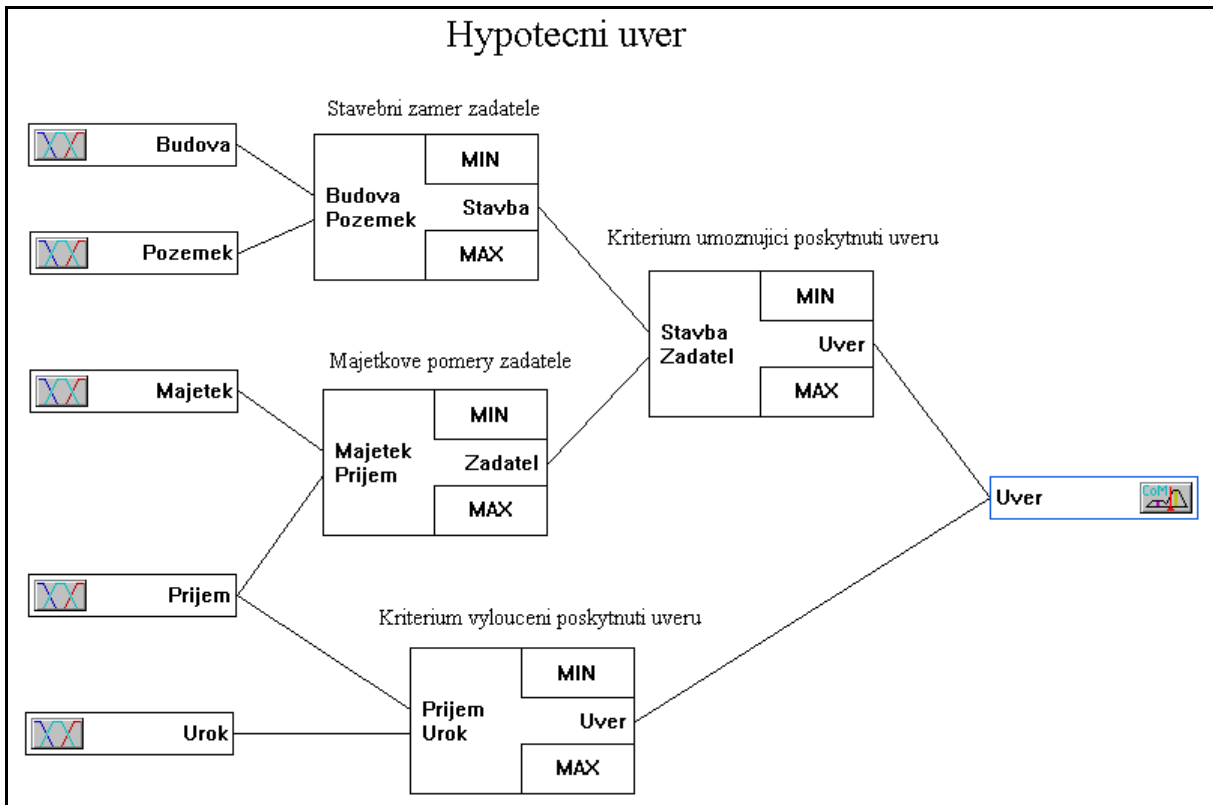 Hypotecni uver
Stavebni zamer zadatele
Budova
Pozemek
Budova
Pozemek
MIN
Stavba
MAX
Kriterium umoznujici poskytnuti uveru
Stavba
Zadatel
MIN
Uver
MAX
Majetkove pomery zadatele
Majetek
Majetek
Prijem
MIN
Zadatel
MAX
Uver
CoM
Prijem
Kriterium vylouceni poskytnuti uveru
Prijem
Urok
MIN
Uver
MAX
Urok